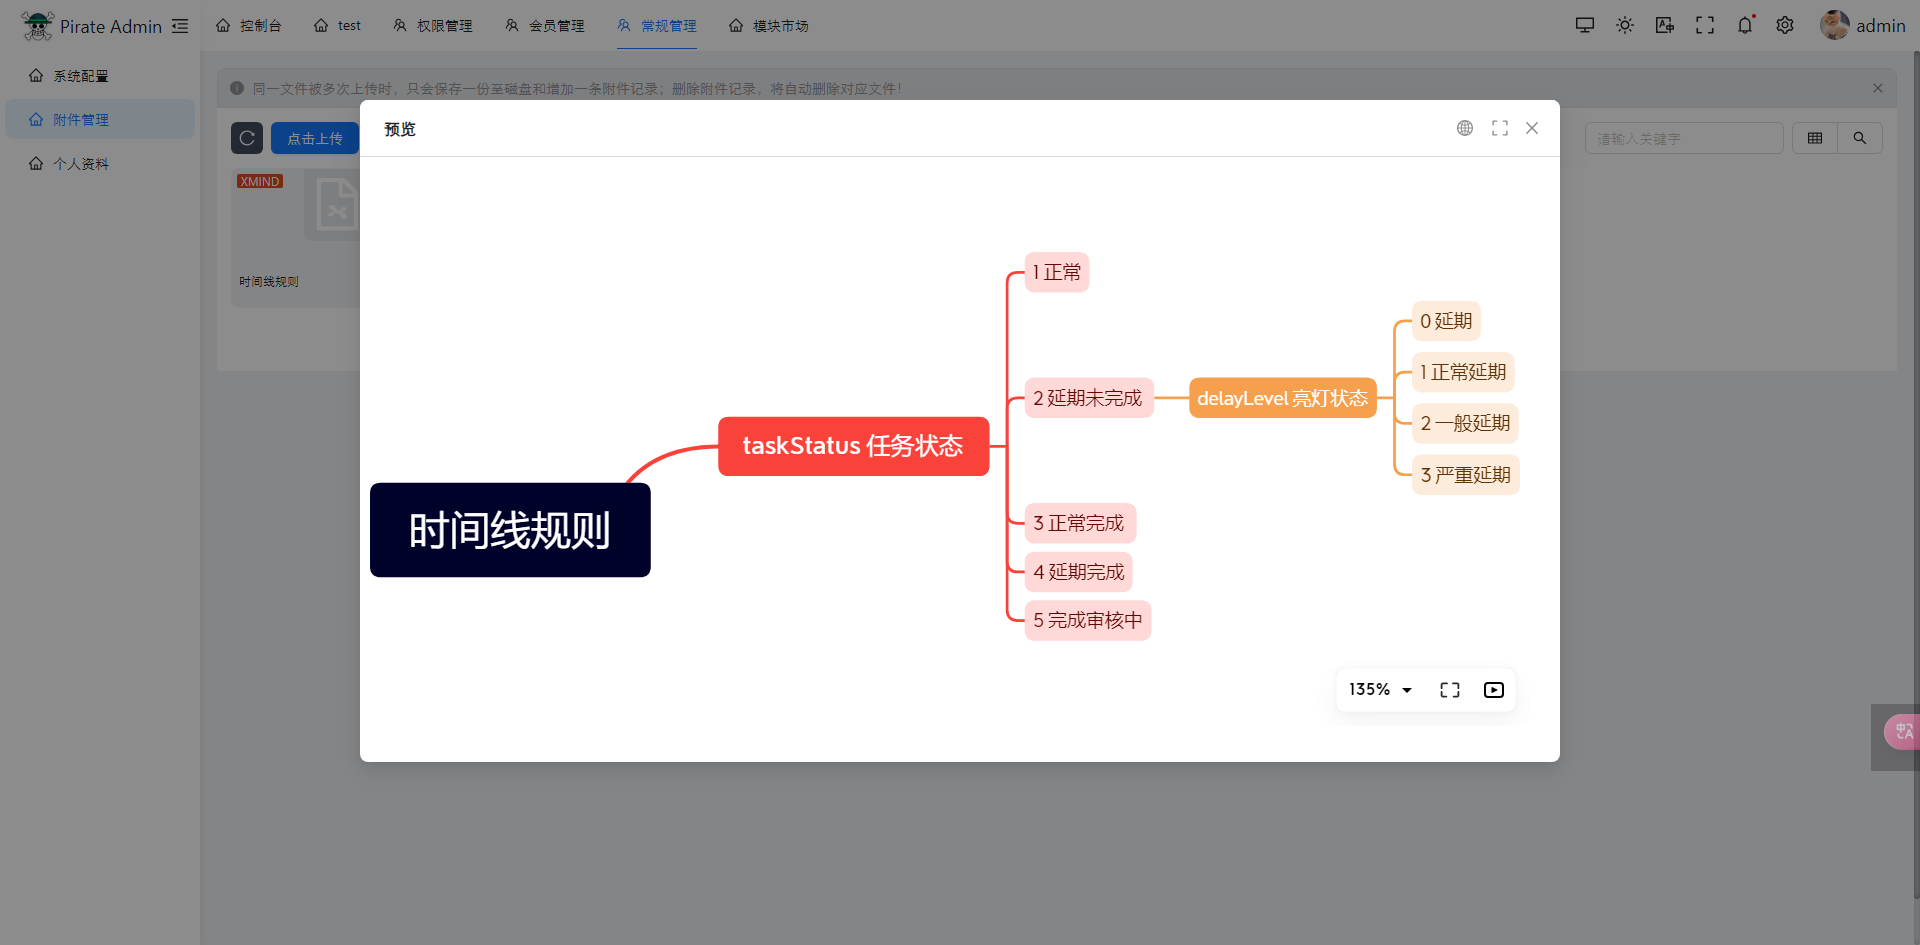 Pirate Admin
控制台
test
权限管理
会员管理
常规管理
模块市场
admin
系统配置
附件管理
个人资料
同一文件被多次上传时，只会保存一份至磁盘和增加一条附件记录；删除附件记录，将自动删除对应文件！
点击上传
请输入关键字
XMIND
时间线规则
预览
时间线规则
taskStatus 任务状态
1 正常
2 延期未完成
delayLevel 亮灯状态
0 延期
1 正常延期
2 一般延期
3 严重延期
3 正常完成
4 延期完成
5 完成审核中
135%